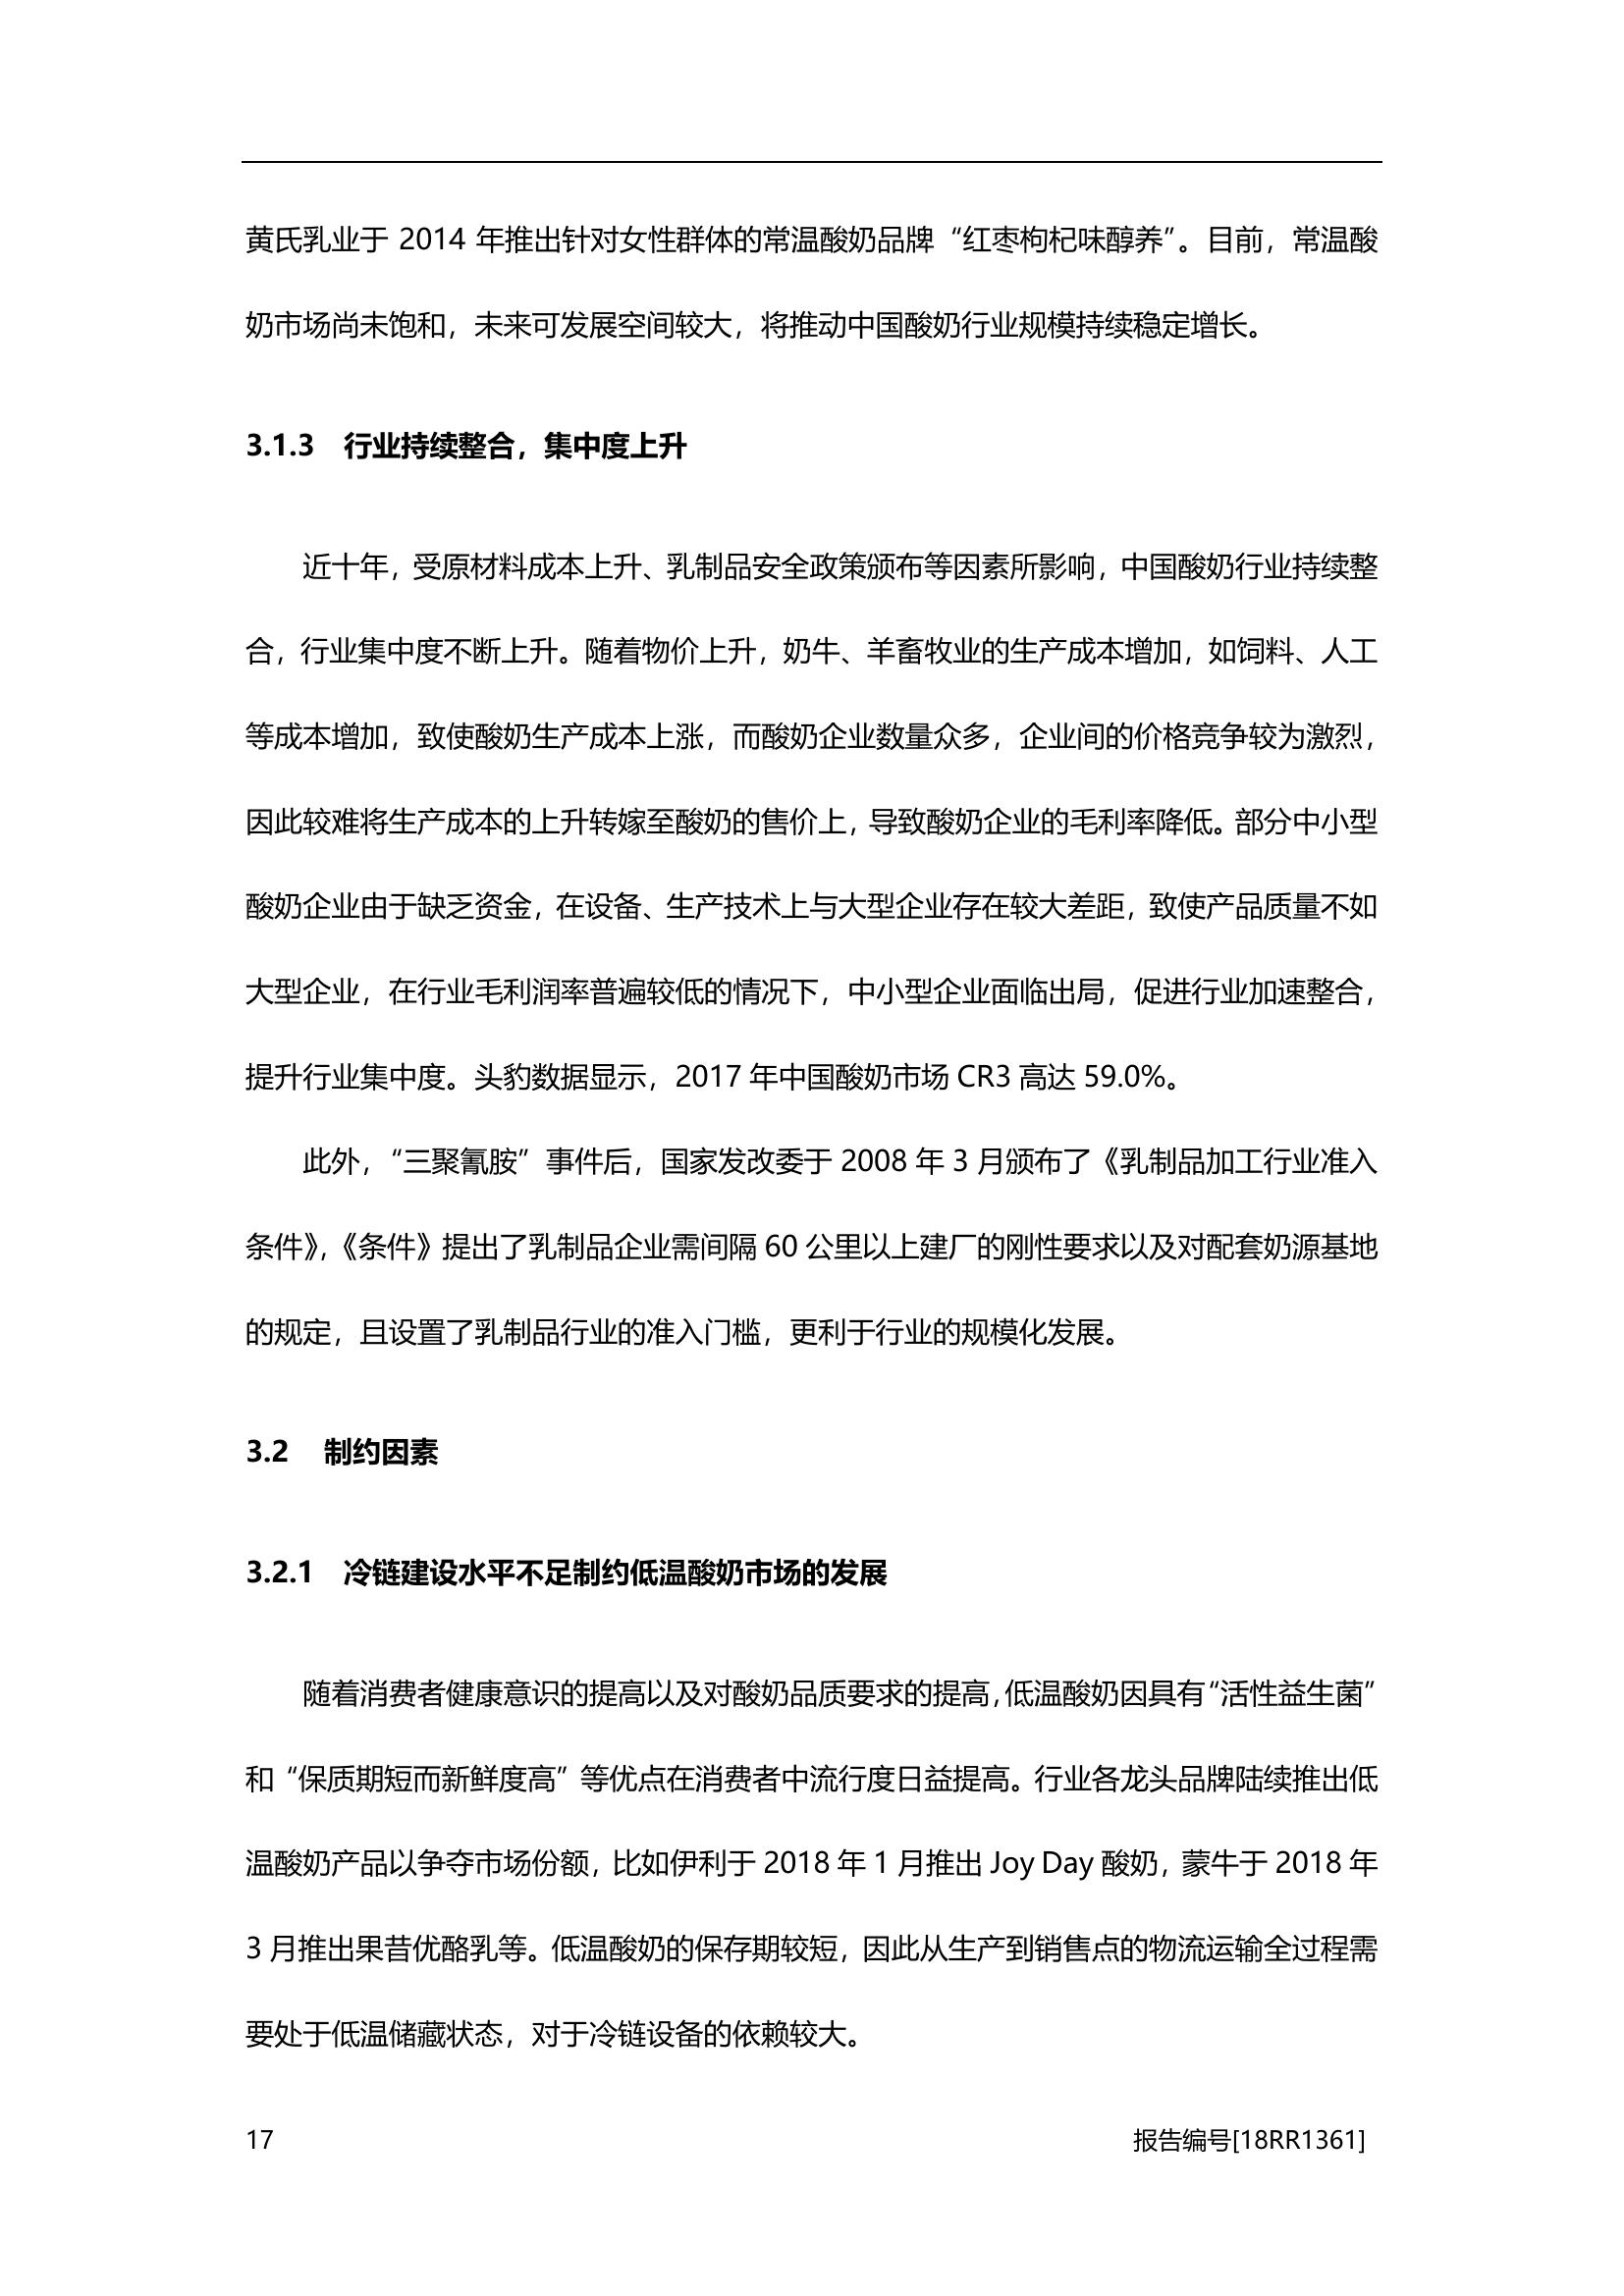 黄氏乳业于 2014 年推出针对女性群体的常温酸奶品牌“红枣枸杞味醇养”。目前，常温酸
奶市场尚未饱和，未来可发展空间较大，将推动中国酸奶行业规模持续稳定增长。
3.1.3 行业持续整合，集中度上升
近十年，受原材料成本上升、乳制品安全政策颁布等因素所影响，中国酸奶行业持续整
合，行业集中度不断上升。随着物价上升，奶牛、羊畜牧业的生产成本增加，如饲料、人工
等成本增加，致使酸奶生产成本上涨，而酸奶企业数量众多，企业间的价格竞争较为激烈，
因此较难将生产成本的上升转嫁至酸奶的售价上，导致酸奶企业的毛利率降低。部分中小型
酸奶企业由于缺乏资金，在设备、生产技术上与大型企业存在较大差距，致使产品质量不如
大型企业，在行业毛利润率普遍较低的情况下，中小型企业面临出局，促进行业加速整合，
提升行业集中度。头豹数据显示，2017 年中国酸奶市场 CR3 高达 59.0%。
此外，“三聚氰胺”事件后，国家发改委于 2008 年 3 月颁布了《乳制品加工行业准入
条件》，《条件》提出了乳制品企业需间隔 60 公里以上建厂的刚性要求以及对配套奶源基地
的规定，且设置了乳制品行业的准入门槛，更利于行业的规模化发展。
3.2 制约因素
3.2.1 冷链建设水平不足制约低温酸奶市场的发展
随着消费者健康意识的提高以及对酸奶品质要求的提高，低温酸奶因具有“活性益生菌”
和“保质期短而新鲜度高”等优点在消费者中流行度日益提高。行业各龙头品牌陆续推出低
温酸奶产品以争夺市场份额，比如伊利于 2018 年 1 月推出 Joy Day 酸奶，蒙牛于 2018 年
3 月推出果昔优酪乳等。低温酸奶的保存期较短，因此从生产到销售点的物流运输全过程需
要处于低温储藏状态，对于冷链设备的依赖较大。
17 报告编号[18RR1361]